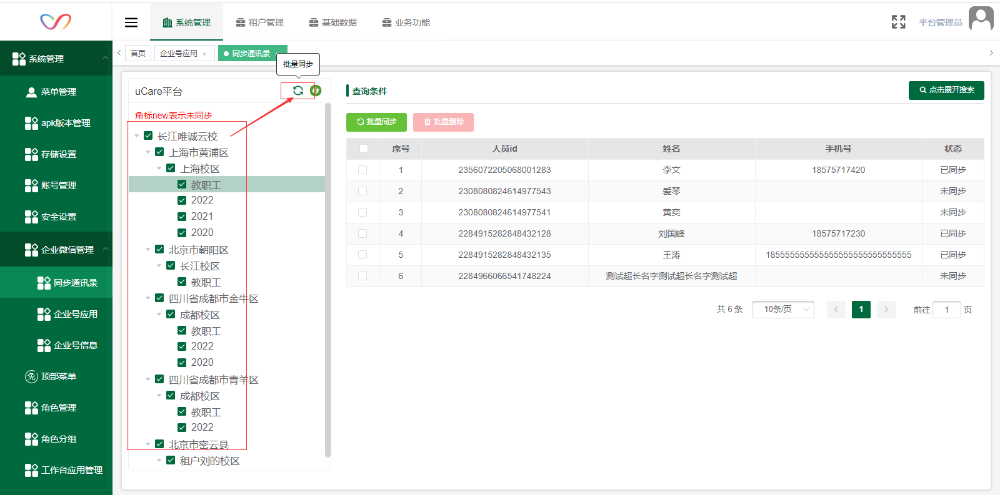 系统管理
租户管理
基础数据
业务功能
平台管理员
首页
企业号应用 ×
同步通讯录
批量同步
系统管理
菜单管理
apk版本管理
存储设置
账号管理
安全设置
企业微信管理
同步通讯录
企业号应用
企业号信息
免 顶部菜单
角色管理
角色分组
工作台应用管理
uCare平台
角标new表示未同步
长江唯诚云校
上海市黄浦区
上海校区
教职工
2022
2021
2020
北京市朝阳区
长江校区
教职工
四川省成都市金牛区
成都校区
教职工
2022
2020
四川省成都市青羊区
成都校区
教职工
2022
北京市密云县
租户刘的校区
查询条件
点击展开搜索
批量同步 批量删除
序号 人员id 姓名 手机号 状态
1 2356072205068001283 李文 18575717420 已同步
2 2308080824614977543 爱琴 未同步
3 2308080824614977541 黄奕 未同步
4 2284915282848432128 刘国峰 18575717230 已同步
5 2284915282848432135 王涛 已同步
6 2284966066541748224 测试超长名字测试超长名字测试超 未同步
共 6 条 10条/页 1 前往 1 页